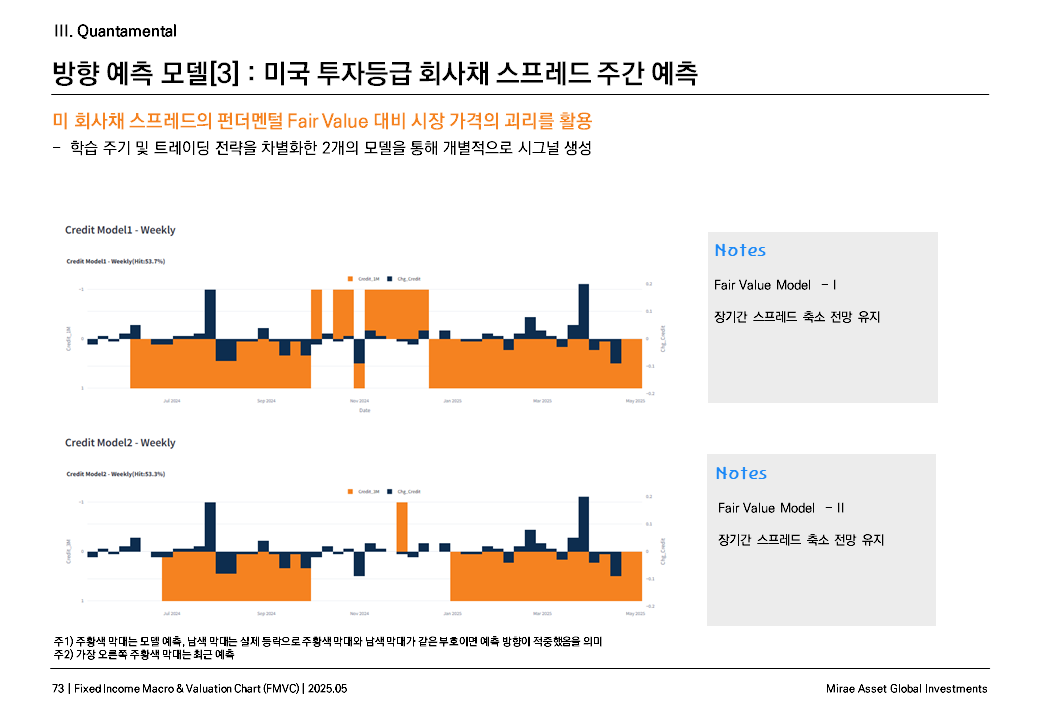 III. Quantamental
방향 예측 모델[3] : 미국 투자등급 회사채 스프레드 주간 예측
미 회사채 스프레드의 펀더멘털 Fair Value 대비 시장 가격의 괴리를 활용
– 학습 주기 및 트레이딩 전략을 차별화한 2개의 모델을 통해 개별적으로 시그널 생성
Credit Model1 - Weekly
Credit Model1 - Weekly(Hit:53.7%)
Credit_1M Chg_Credit
−1
0
1
Credit_1M
0.2
0.1
0
−0.1
−0.2
Chg_Credit
Jul 2024 Sep 2024 Nov 2024 Jan 2025 Mar 2025 May 2025
Date
Notes
Fair Value Model – I
장기간 스프레드 축소 전망 유지
Credit Model2 - Weekly
Credit Model2 - Weekly(Hit:53.3%)
Credit_3M Chg_Credit
−1
0
1
Credit_3M
0.2
0.1
0
−0.1
−0.2
Chg_Credit
Jul 2024 Sep 2024 Nov 2024 Jan 2025 Mar 2025 May 2025
Notes
Fair Value Model – II
장기간 스프레드 축소 전망 유지
주1) 주황색 막대는 모델 예측, 남색 막대는 실제 등락으로 주황색 막대와 남색 막대가 같은 부호이면 예측 방향이 적중했음을 의미
주2) 가장 오른쪽 주황색 막대는 최근 예측
73 | Fixed Income Macro & Valuation Chart (FMVC) | 2025.05
Mirae Asset Global Investments